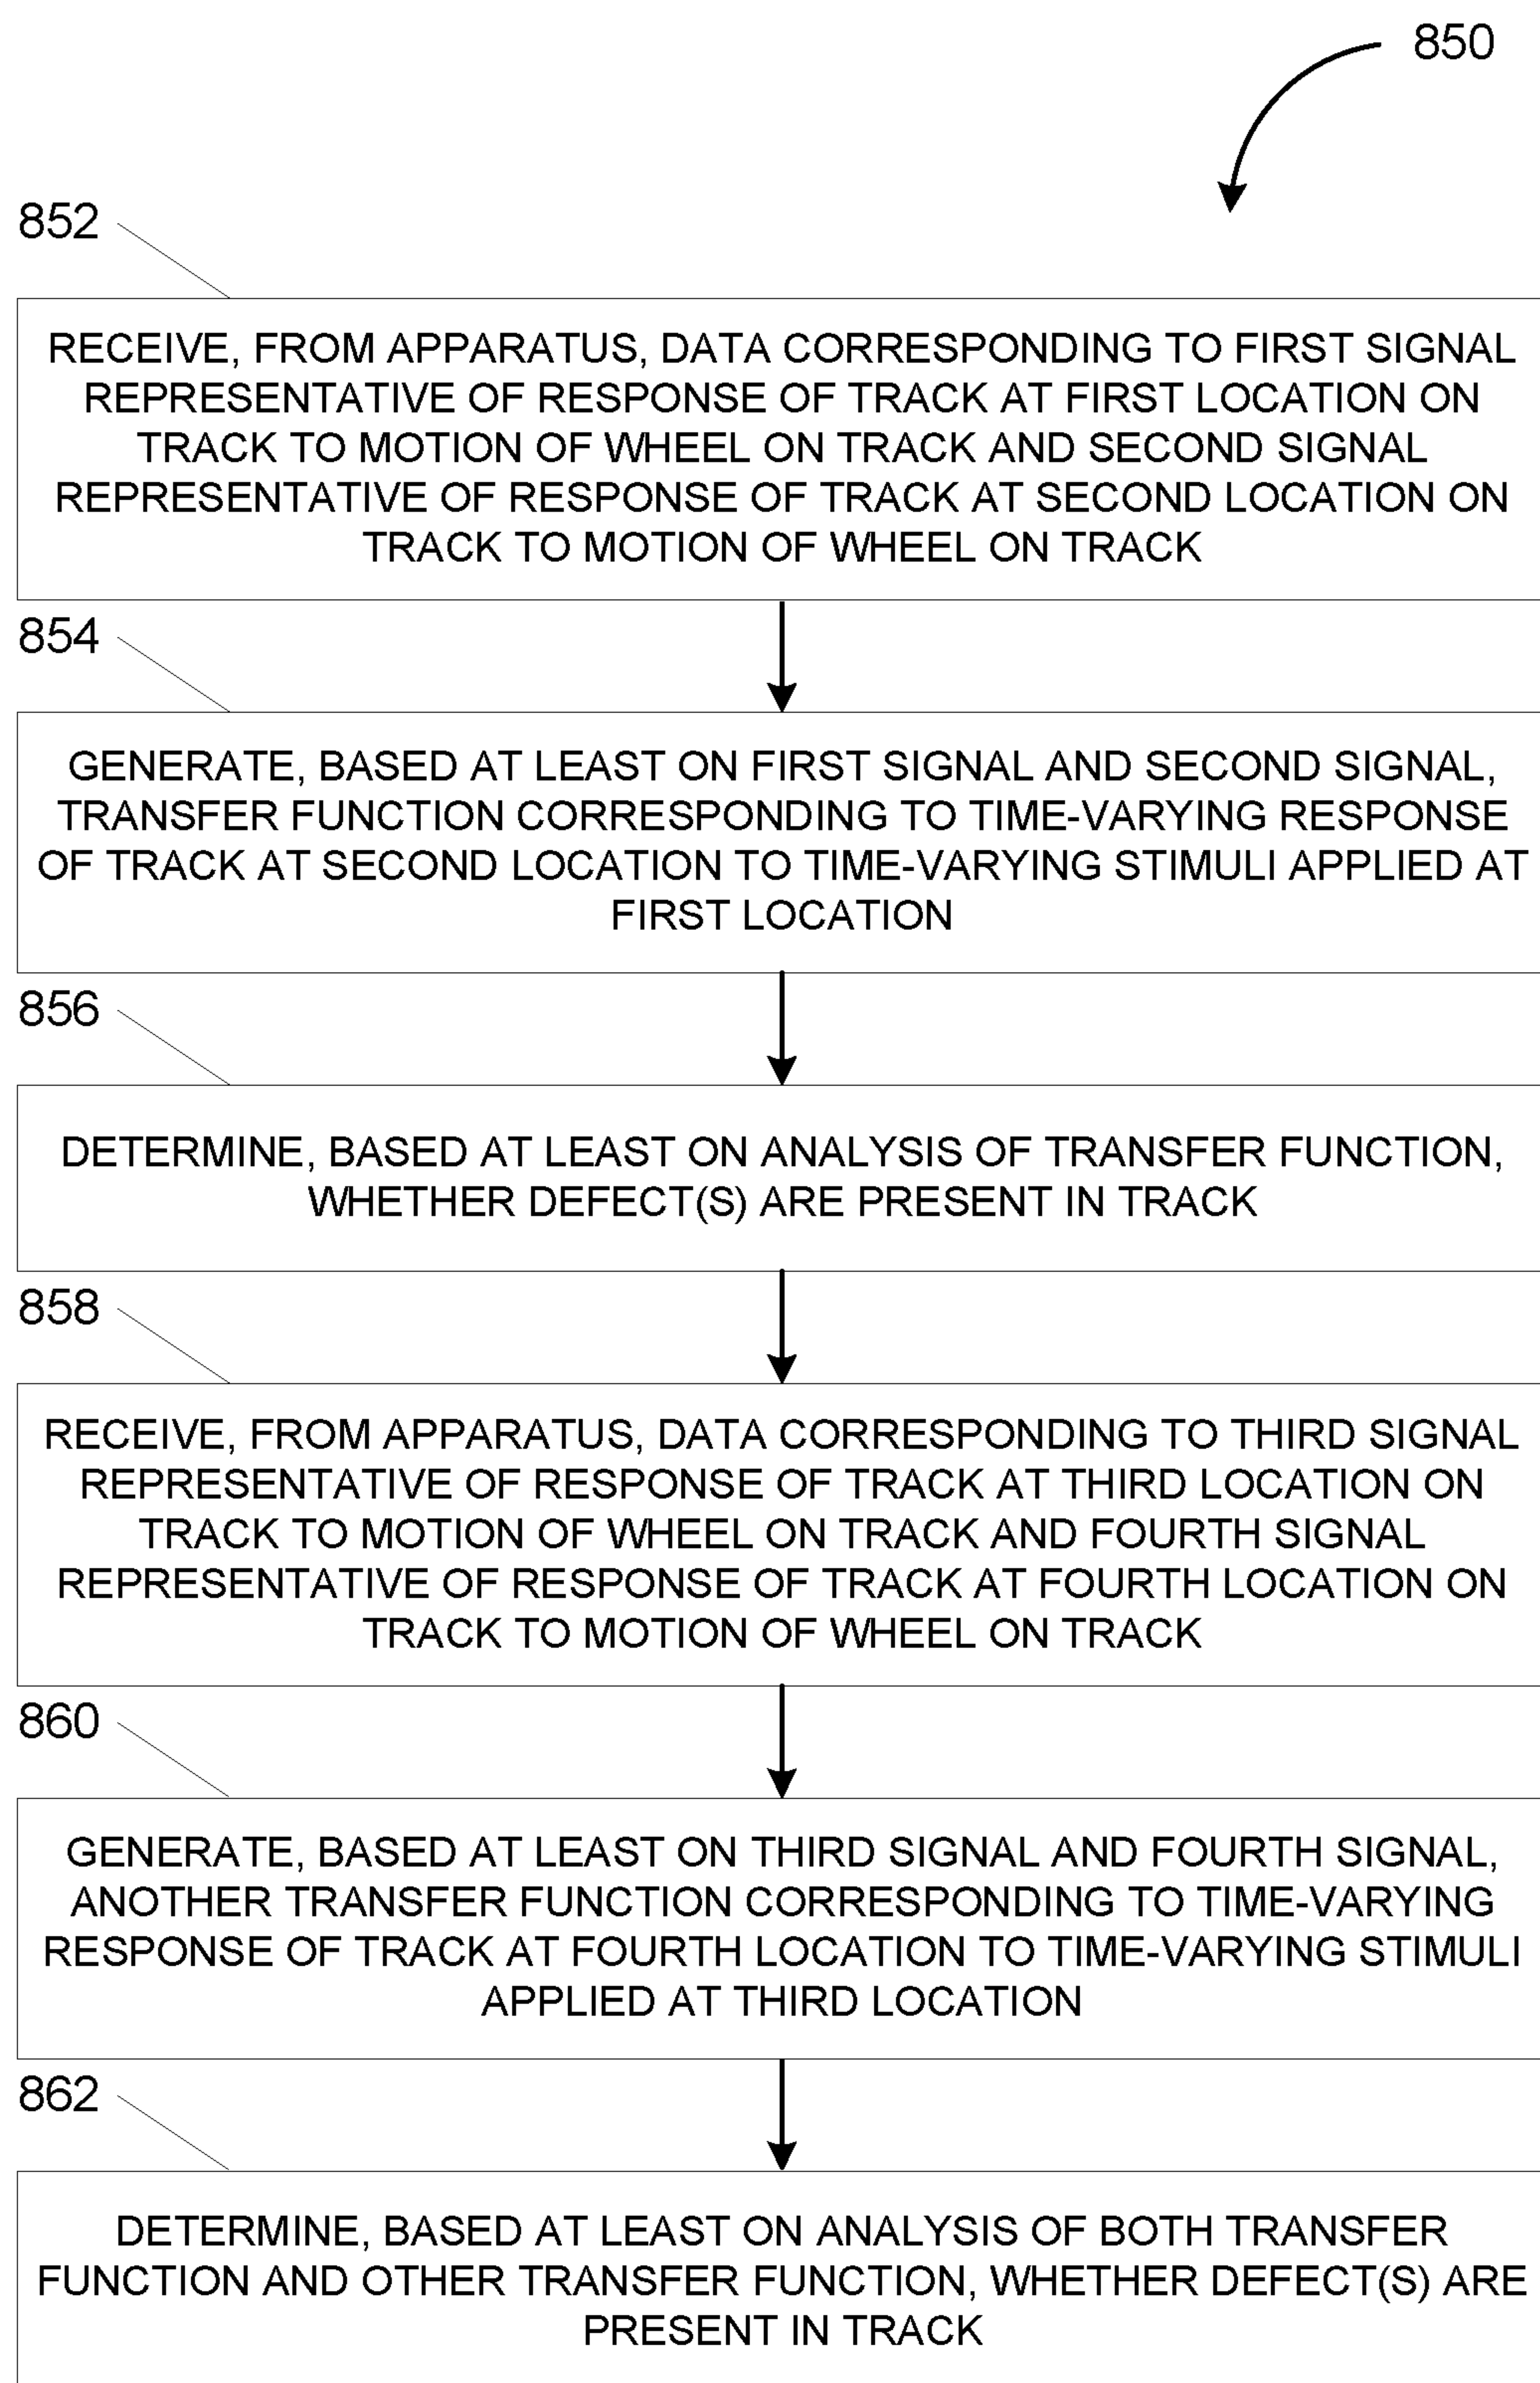 850
852
RECEIVE, FROM APPARATUS, DATA CORRESPONDING TO FIRST SIGNAL
REPRESENTATIVE OF RESPONSE OF TRACK AT FIRST LOCATION ON
TRACK TO MOTION OF WHEEL ON TRACK AND SECOND SIGNAL
REPRESENTATIVE OF RESPONSE OF TRACK AT SECOND LOCATION ON
TRACK TO MOTION OF WHEEL ON TRACK
854
GENERATE, BASED AT LEAST ON FIRST SIGNAL AND SECOND SIGNAL,
TRANSFER FUNCTION CORRESPONDING TO TIME-VARYING RESPONSE
OF TRACK AT SECOND LOCATION TO TIME-VARYING STIMULI APPLIED AT
FIRST LOCATION
856
DETERMINE, BASED AT LEAST ON ANALYSIS OF TRANSFER FUNCTION,
WHETHER DEFECT(S) ARE PRESENT IN TRACK
858
RECEIVE, FROM APPARATUS, DATA CORRESPONDING TO THIRD SIGNAL
REPRESENTATIVE OF RESPONSE OF TRACK AT THIRD LOCATION ON
TRACK TO MOTION OF WHEEL ON TRACK AND FOURTH SIGNAL
REPRESENTATIVE OF RESPONSE OF TRACK AT FOURTH LOCATION ON
TRACK TO MOTION OF WHEEL ON TRACK
860
GENERATE, BASED AT LEAST ON THIRD SIGNAL AND FOURTH SIGNAL,
ANOTHER TRANSFER FUNCTION CORRESPONDING TO TIME-VARYING
RESPONSE OF TRACK AT FOURTH LOCATION TO TIME-VARYING STIMULI
APPLIED AT THIRD LOCATION
862
DETERMINE, BASED AT LEAST ON ANALYSIS OF BOTH TRANSFER
FUNCTION AND OTHER TRANSFER FUNCTION, WHETHER DEFECT(S) ARE
PRESENT IN TRACK